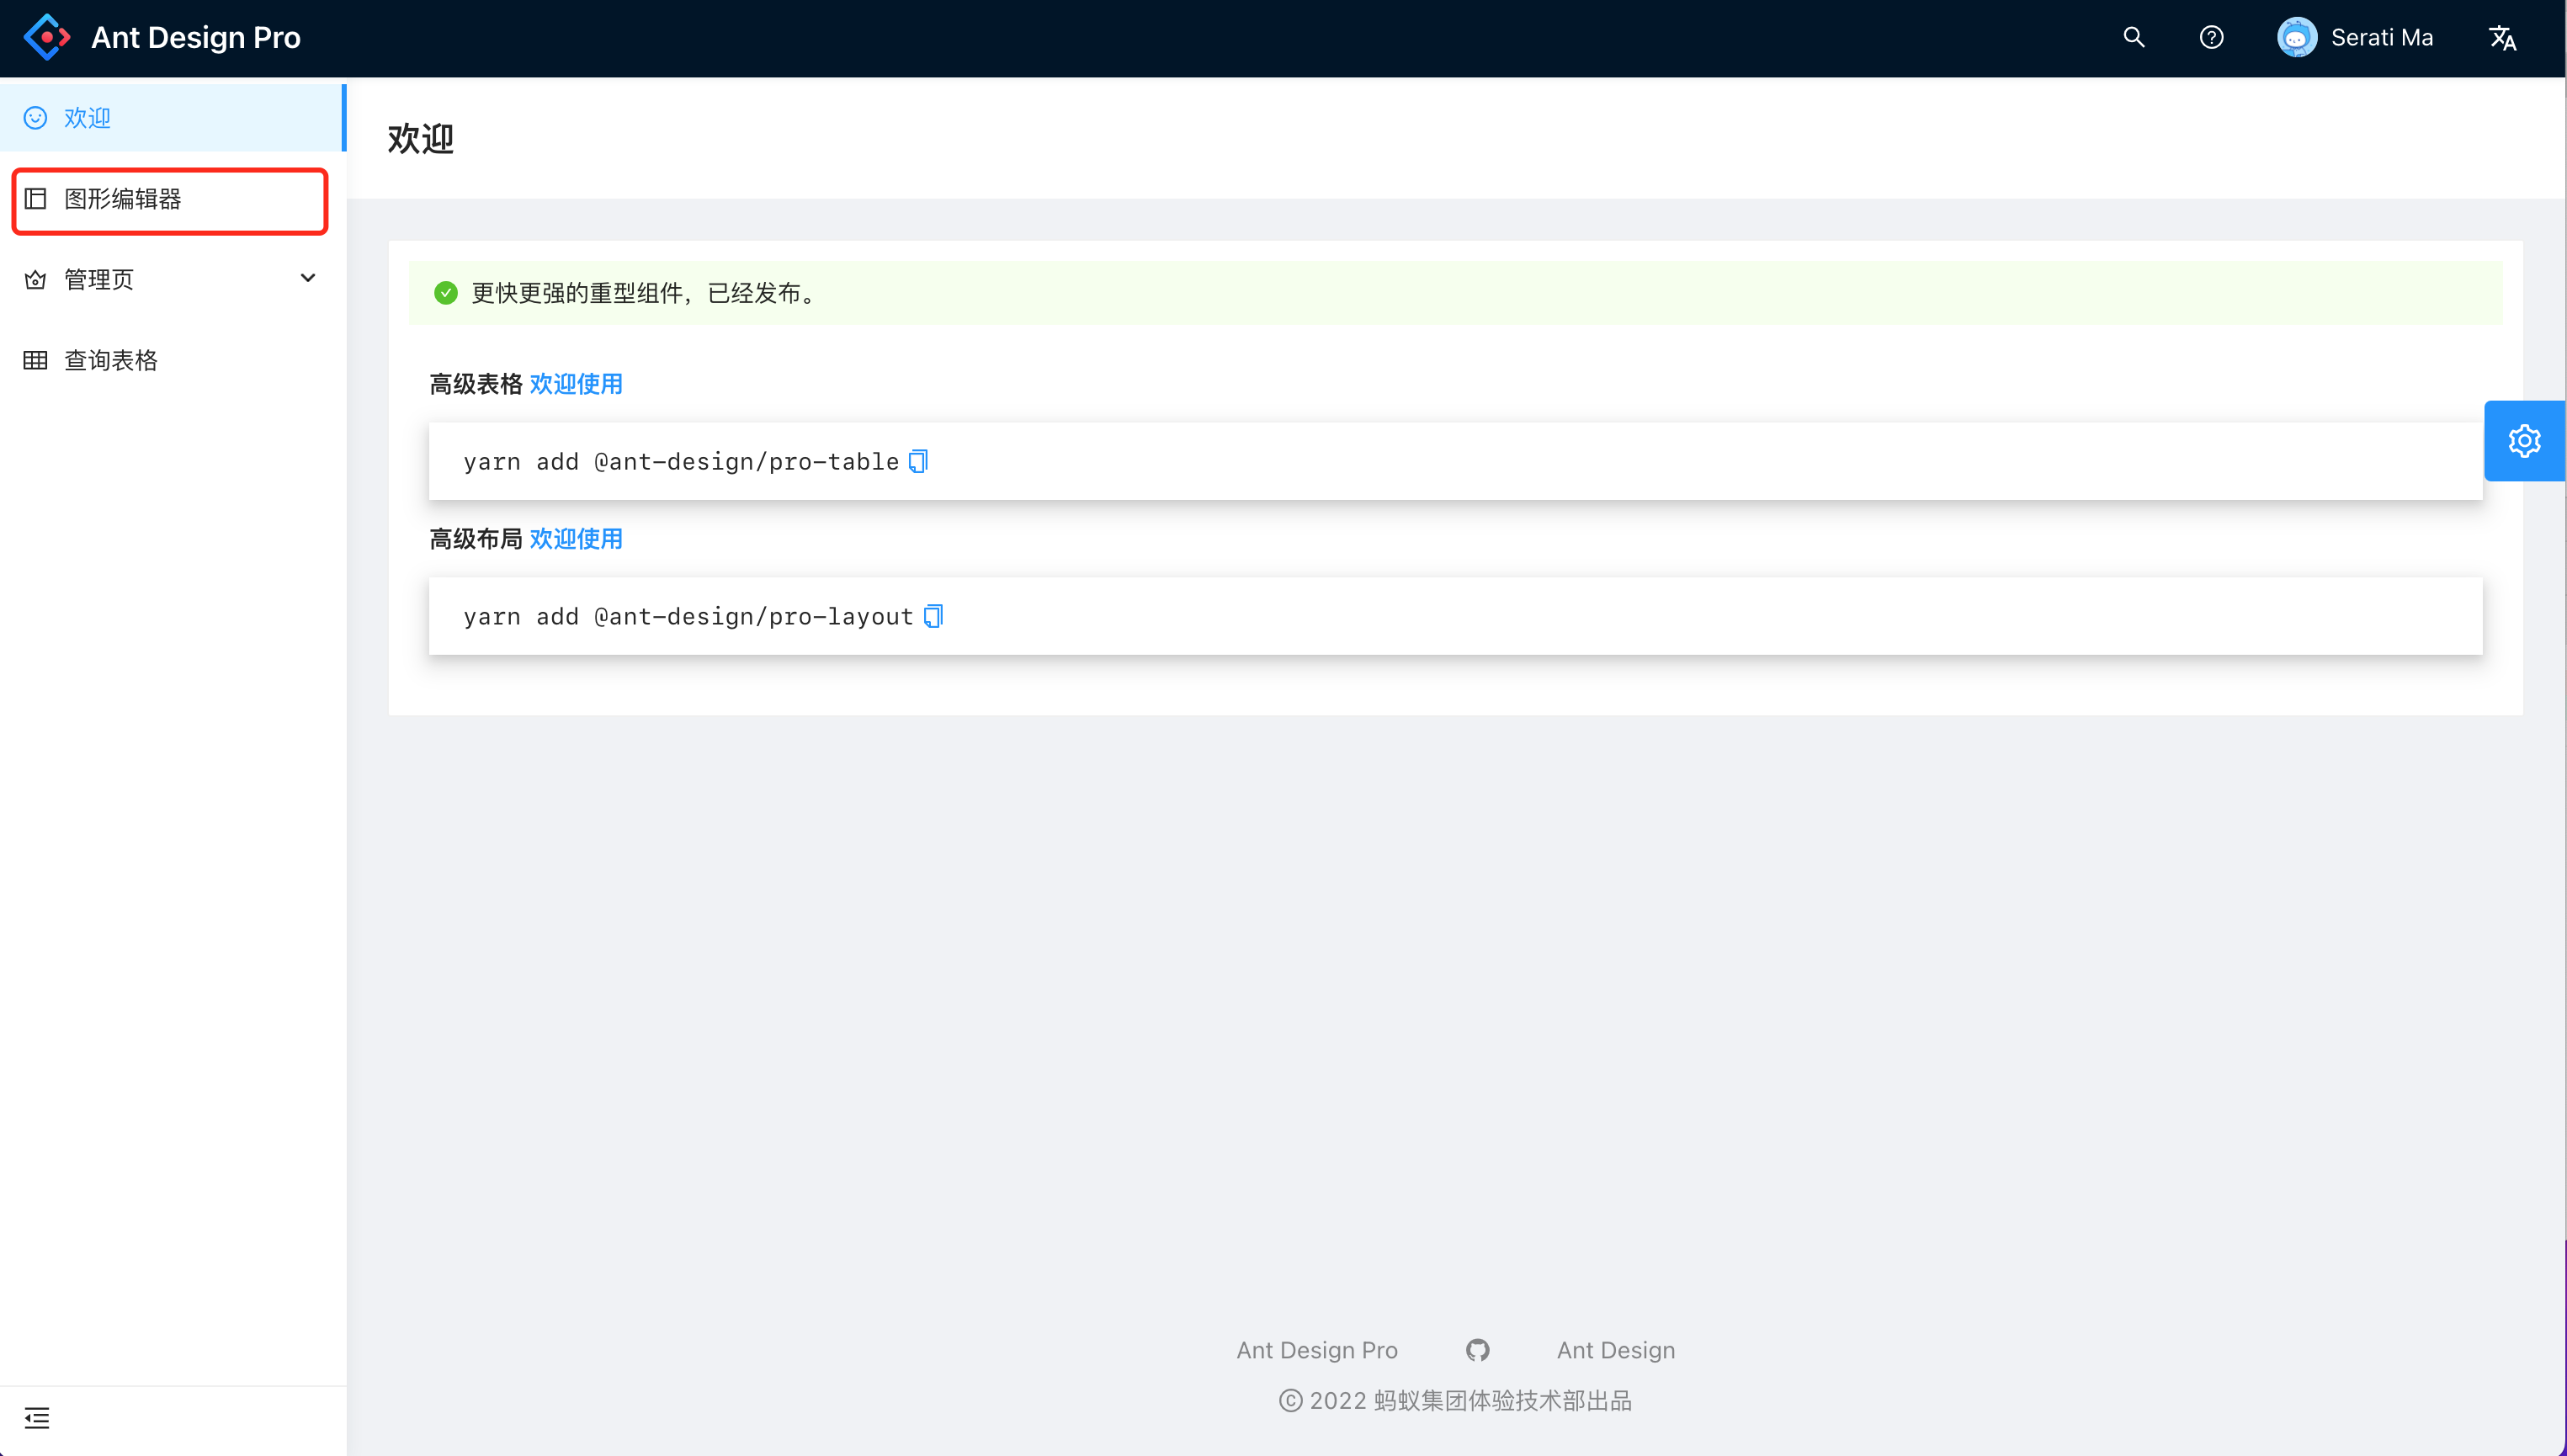 Ant Design Pro
Serati Ma
欢迎
图形编辑器
管理页
查询表格
欢迎
更快更强的重型组件，已经发布。
高级表格 欢迎使用
yarn add @ant-design/pro-table
高级布局 欢迎使用
yarn add @ant-design/pro-layout
Ant Design Pro
Ant Design
© 2022 蚂蚁集团体验技术部出品